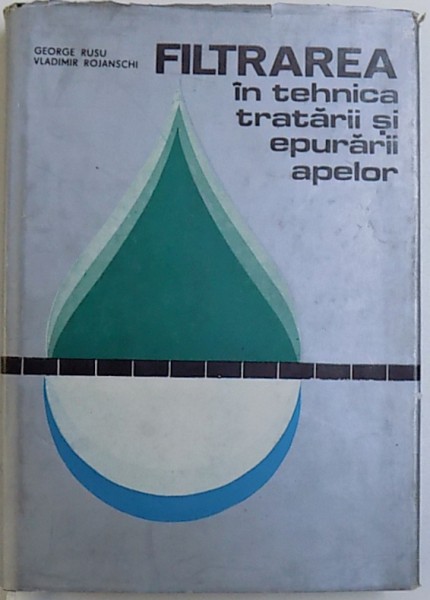 GEORGE RUSU
VLADIMIR ROJANSCHI
FILTRAREA
în tehnica
tratării și
epurării
apelor